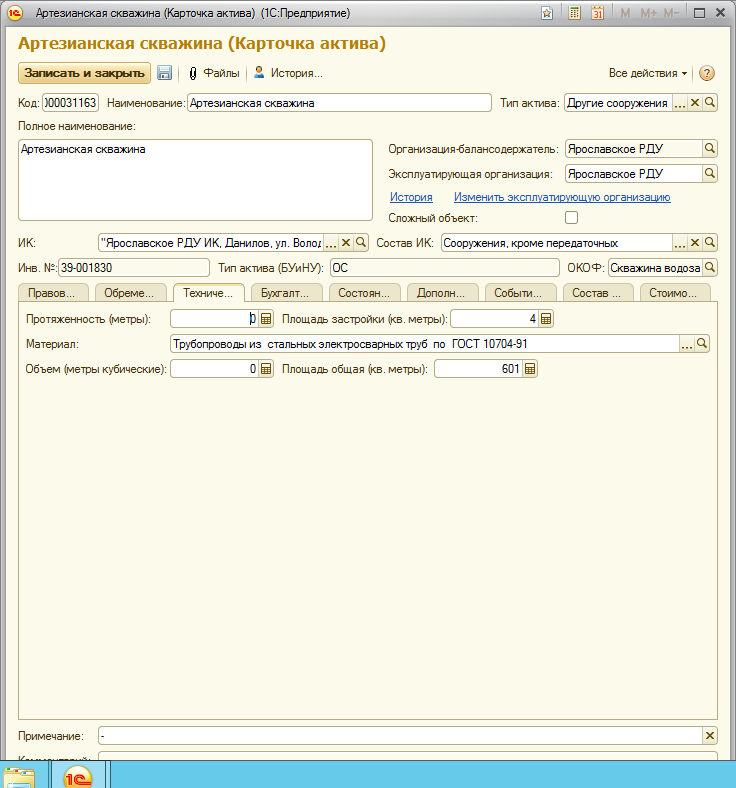 Артезианская скважина (Карточка актива) (1С:Предприятие)
31 M M+ M-
Артезианская скважина (Карточка актива)
Записать и закрыть Файлы История... Все действия ?
Код: 000031163 Наименование: Артезианская скважина Тип актива: Другие сооружения ...
Полное наименование:
Артезианская скважина
Организация-балансодержатель: Ярославское РДУ
Эксплуатирующая организация: Ярославское РДУ
История Изменить эксплуатирующую организацию
Сложный объект:
ИК: "Ярославское РДУ ИК, Данилов, ул. Волод ... Состав ИК: Сооружения, кроме передаточных ...
Инв. №: 39-001830 Тип актива (БУиНУ): ОС ОКОФ: Скважина водоза
Правов... Обреме... Техниче... Бухгалт... Состоян... Дополн... Событи... Состав ... Стоимо...
Протяженность (метры): 0 Площадь застройки (кв. метры): 4
Материал: Трубопроводы из стальных электросварных труб по ГОСТ 10704-91 ...
Объем (метры кубические): 0 Площадь общая (кв. метры): 601
Примечание: -
Комментарий:
1С